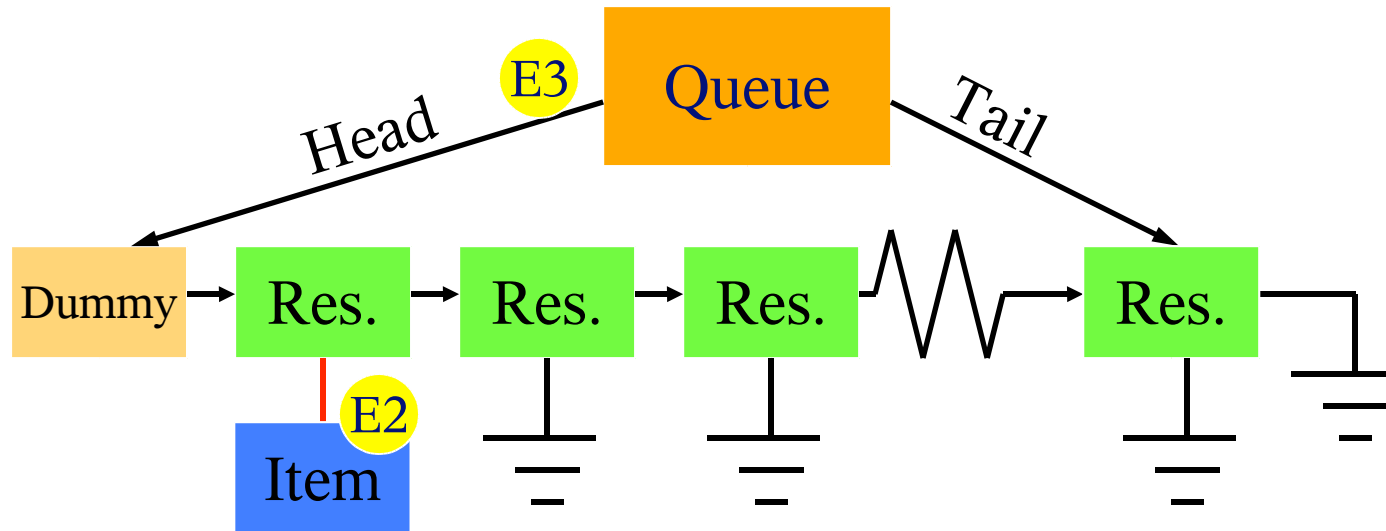 Queue
E3
Head
Tail
Dummy
Res.
Res.
Res.
Res.
E2
Item